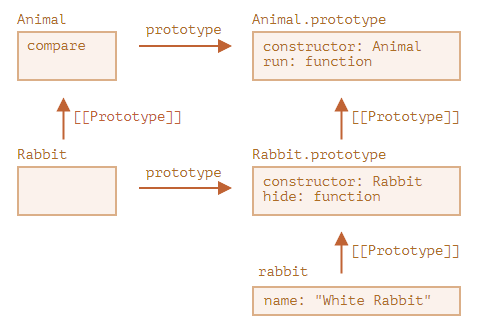 Animal
compare
prototype
Animal.prototype
constructor: Animal
run: function
[[Prototype]]
[[Prototype]]
Rabbit
prototype
Rabbit.prototype
constructor: Rabbit
hide: function
[[Prototype]]
rabbit
name: "White Rabbit"